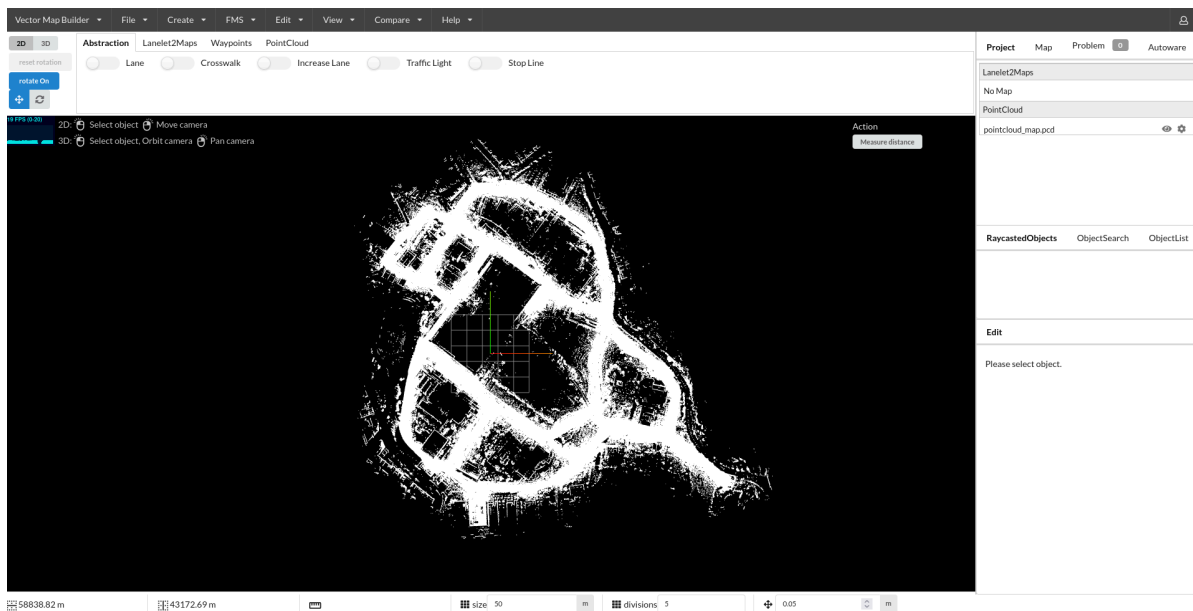 Vector Map Builder File Create FMS Edit View Compare Help
2D 3D
reset rotation
rotate On
Abstraction Lanelet2Maps Waypoints PointCloud
Lane Crosswalk Increase Lane Traffic Light Stop Line
Project Map Problem 0 Autoware
Lanelet2Maps
No Map
PointCloud
pointcloud_map.pcd
FPS (0-20)
2D: Select object Move camera
3D: Select object, Orbit camera Pan camera
Action
Measure distance
RaycastedObjects ObjectSearch ObjectList
Edit
Please select object.
58838.82 m 43172.69 m size 50 m divisions 5 0.05 m